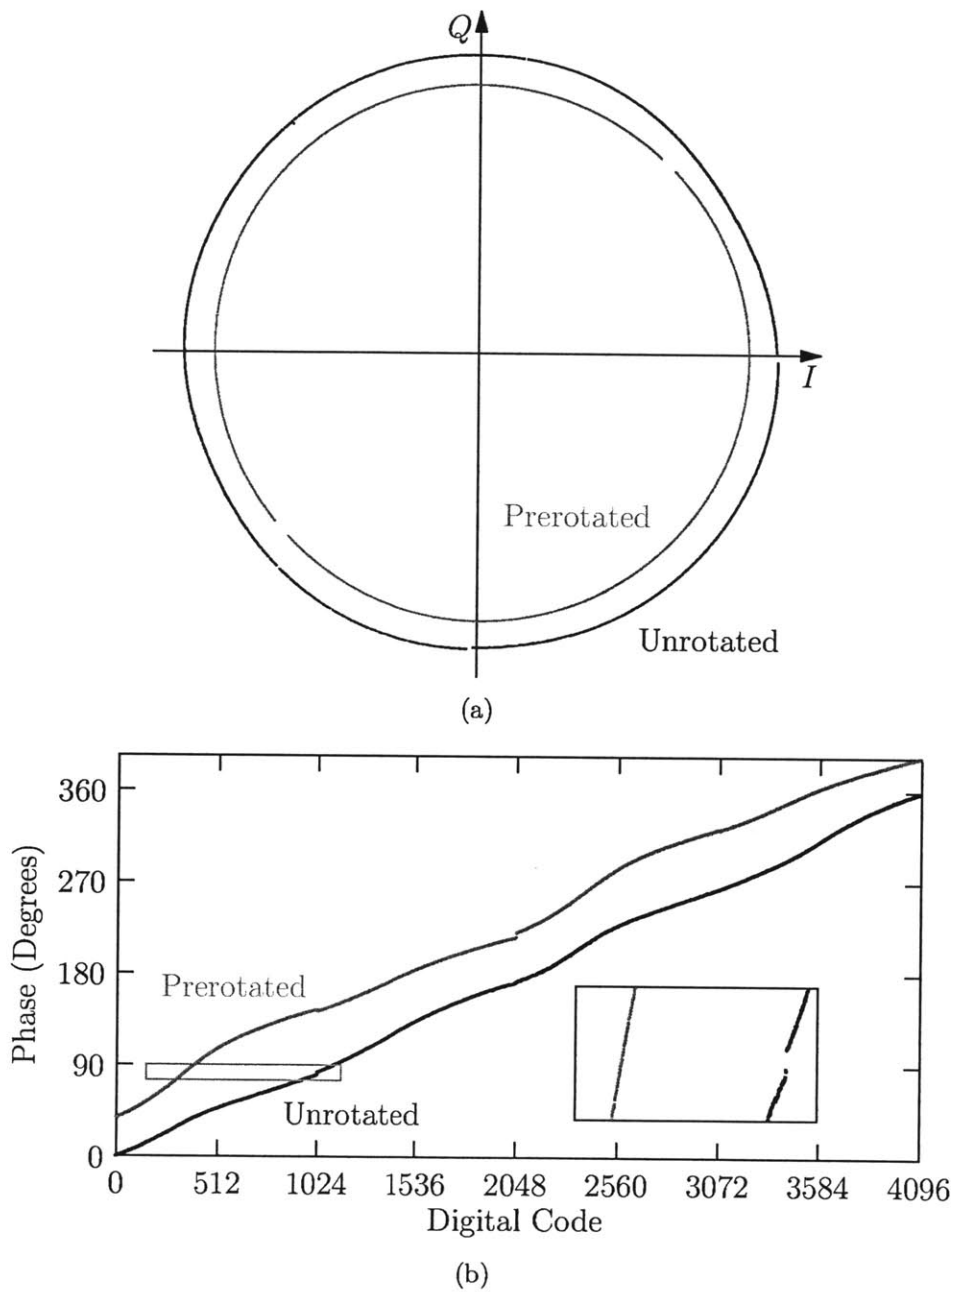 Q
I
Prerotated
Unrotated
(a)
360
270
180
90
0
Phase (Degrees)
Prerotated
Unrotated
0 512 1024 1536 2048 2560 3072 3584 4096
Digital Code
(b)